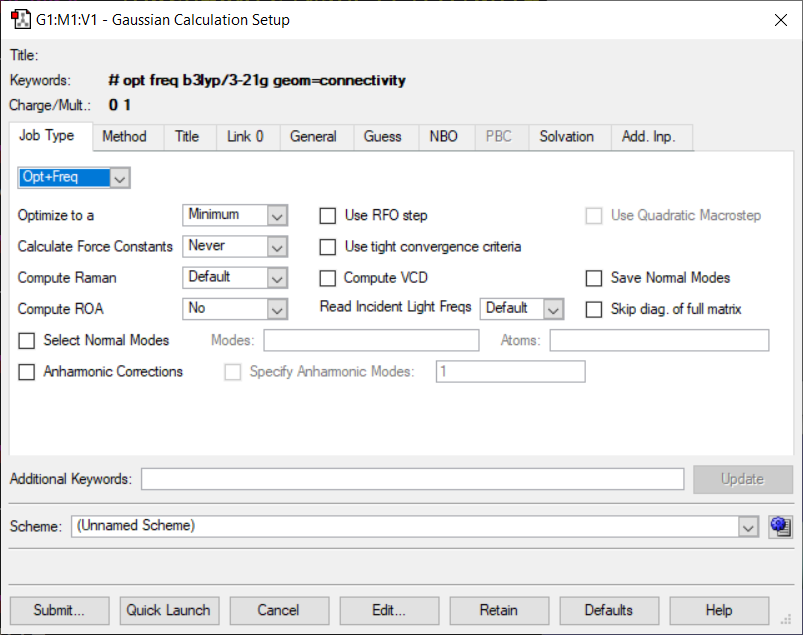 G1:M1:V1 - Gaussian Calculation Setup
Title:
Keywords: # opt freq b3lyp/3-21g geom=connectivity
Charge/Mult.: 0 1
Job Type Method Title Link 0 General Guess NBO PBC Solvation Add. Inp.
Opt+Freq
Optimize to a Minimum Use RFO step Use Quadratic Macrostep
Calculate Force Constants Never Use tight convergence criteria
Compute Raman Default Compute VCD Save Normal Modes
Compute ROA No Read Incident Light Freqs Default Skip diag. of full matrix
Select Normal Modes Modes: Atoms:
Anharmonic Corrections Specify Anharmonic Modes: 1
Additional Keywords: Update
Scheme: (Unnamed Scheme)
Submit... Quick Launch Cancel Edit... Retain Defaults Help